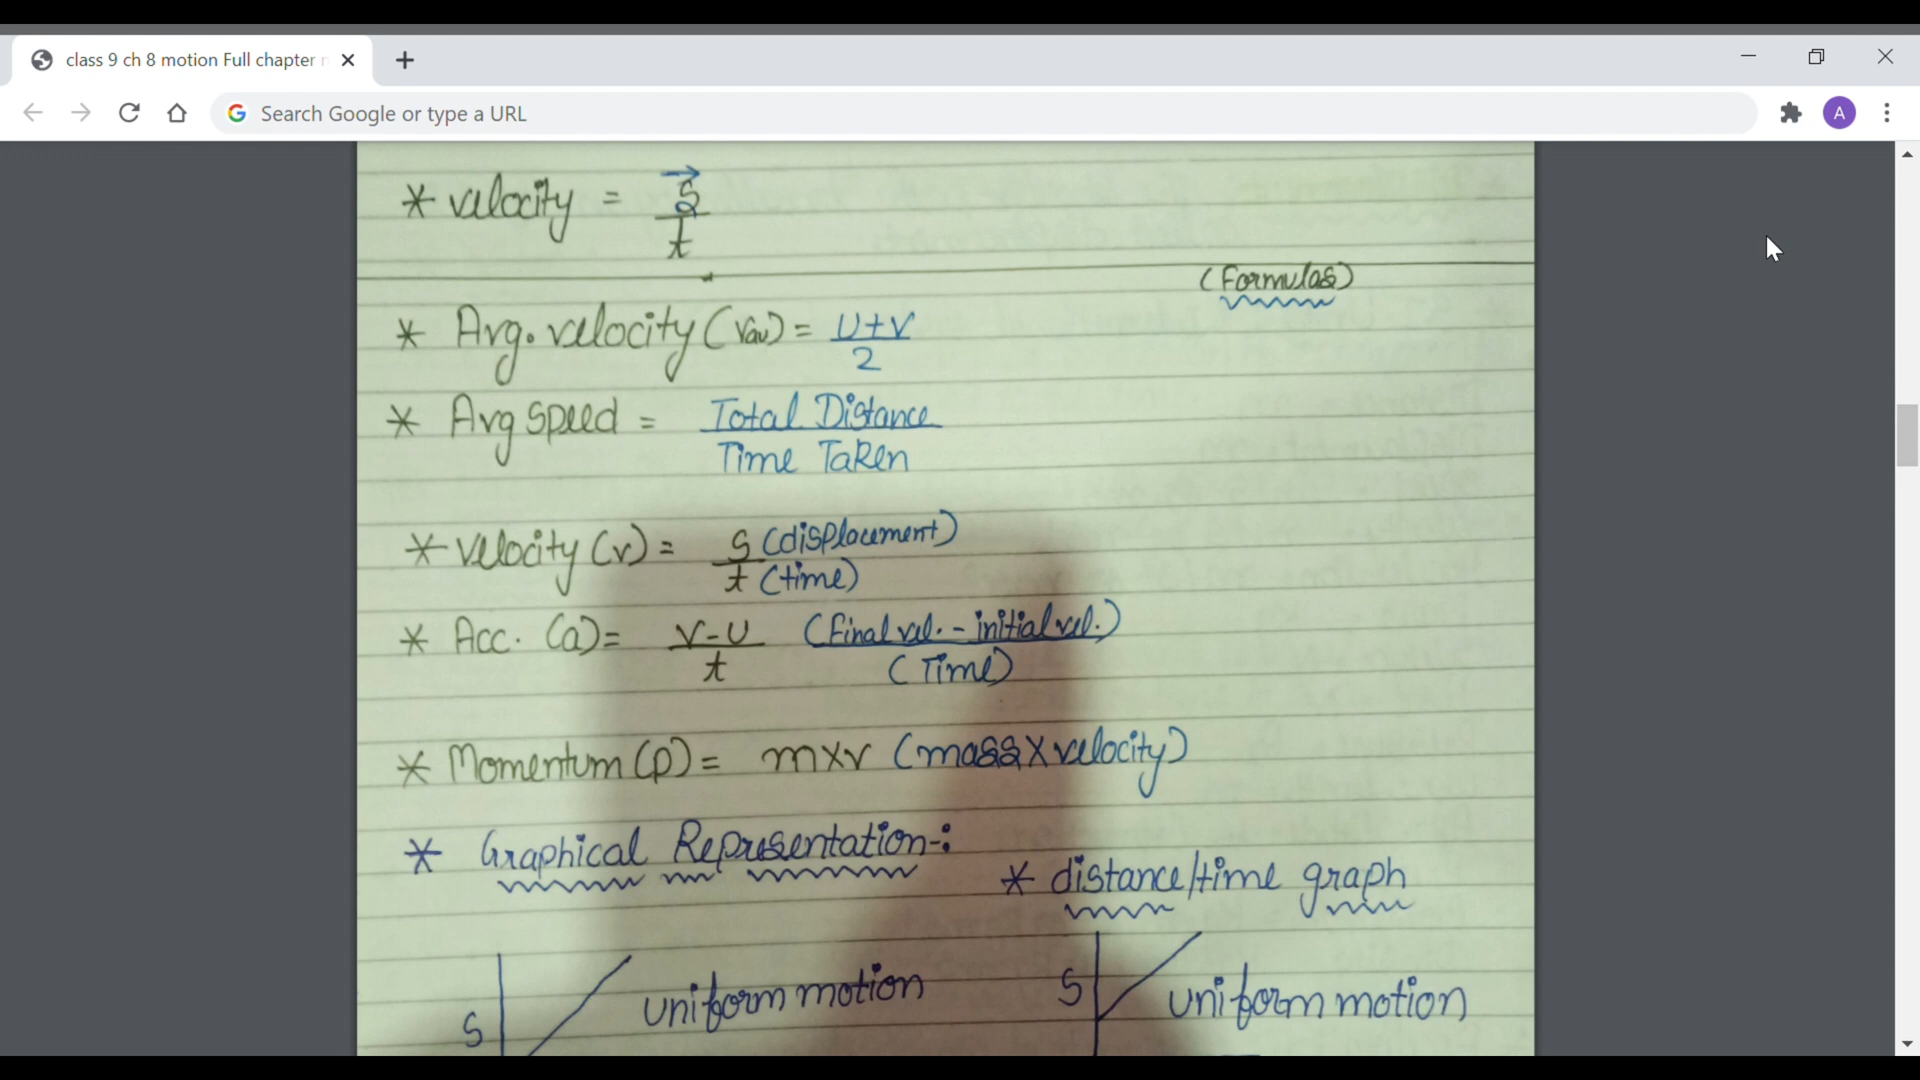 class 9 ch 8 motion Full chapter
Search Google or type a URL
A
* velocity = s⃗
t
(Formulas)
* Avg. velocity (Vav) = U+V
2
* Avg speed = Total Distance
Time Taken
* velocity (v) = S (displacement)
t (time)
* Acc. (a) = V-U (Final vel. - initial vel.)
t (Time)
* Momentum (p) = m×v (mass × velocity)
* Graphical Representation-:
* distance/time graph
S uniform motion
S uniform motion